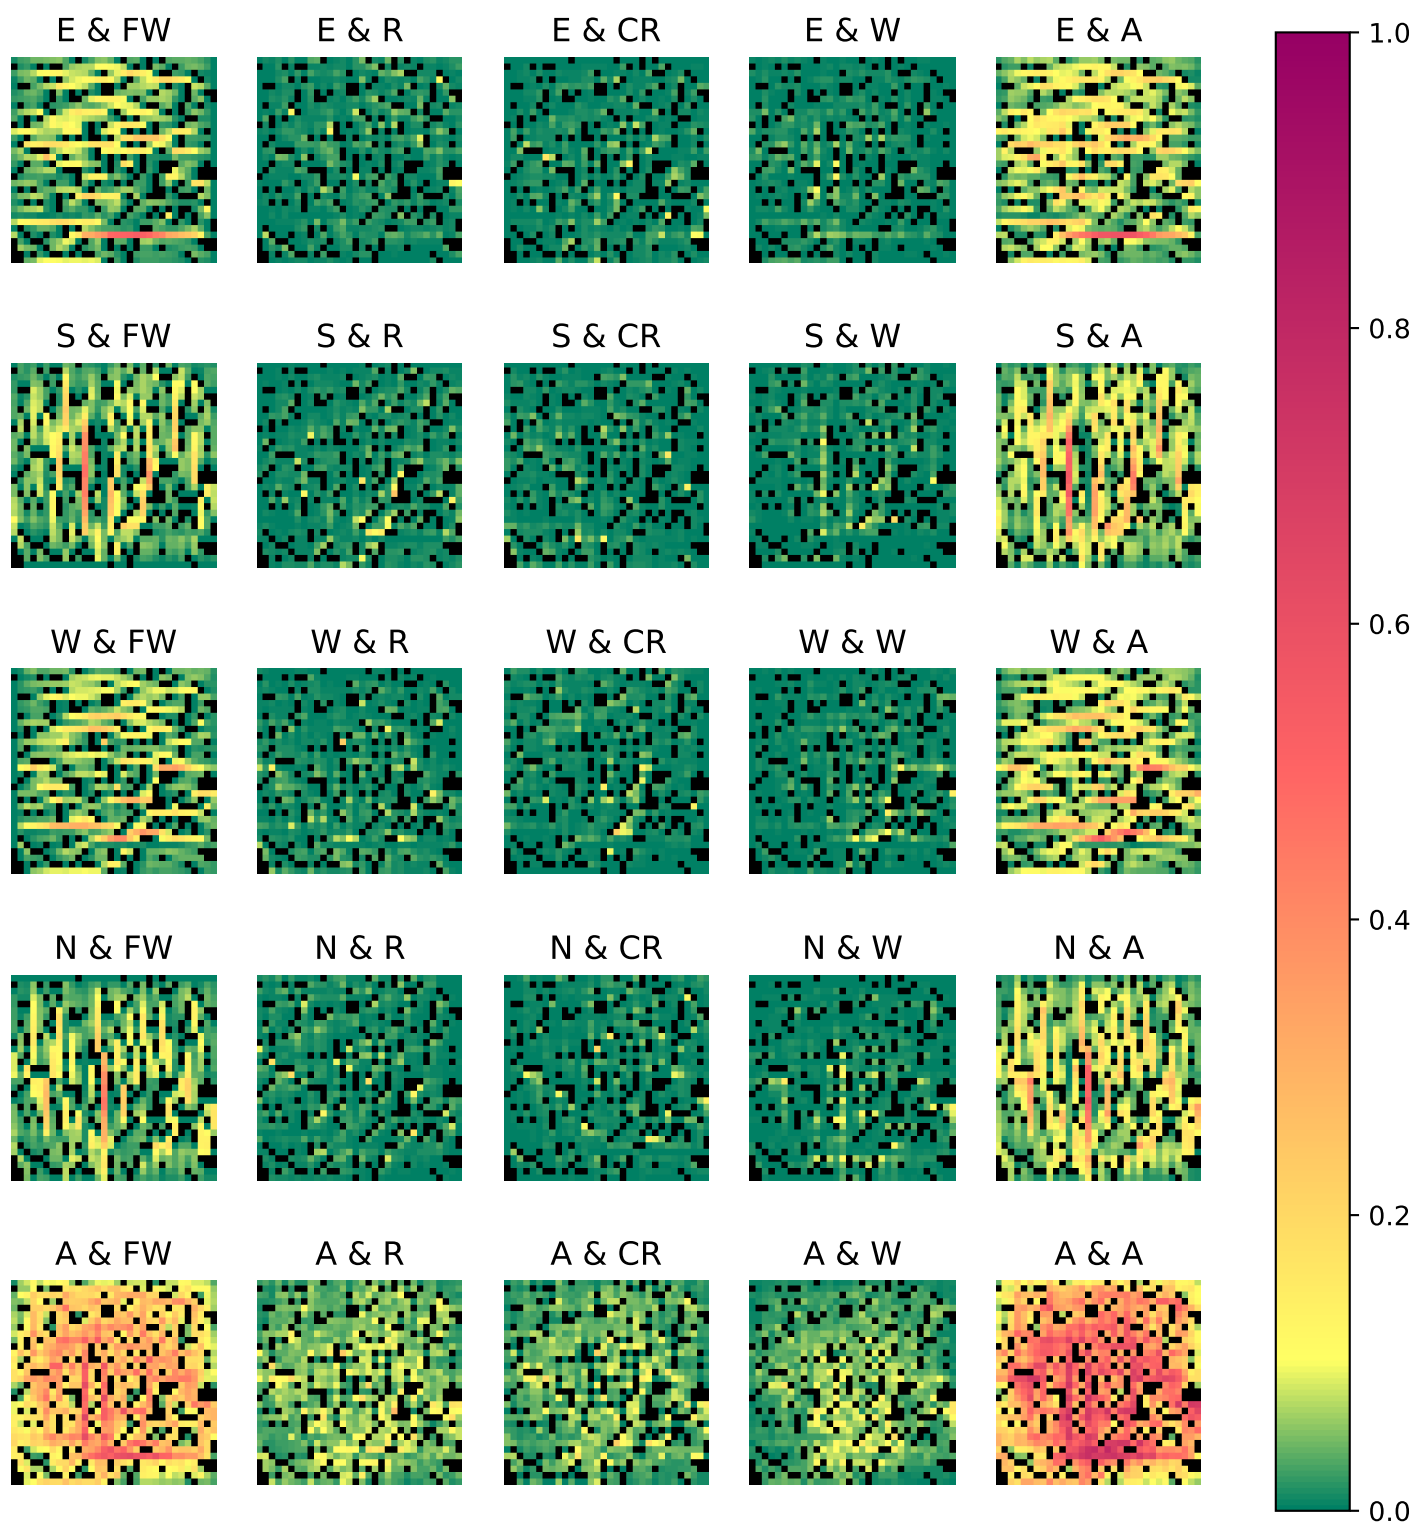 E & FW E & R E & CR E & W E & A
1.0
S & FW S & R S & CR S & W S & A
0.8
W & FW W & R W & CR W & W W & A
0.6
N & FW N & R N & CR N & W N & A
0.4
A & FW A & R A & CR A & W A & A
0.2
0.0